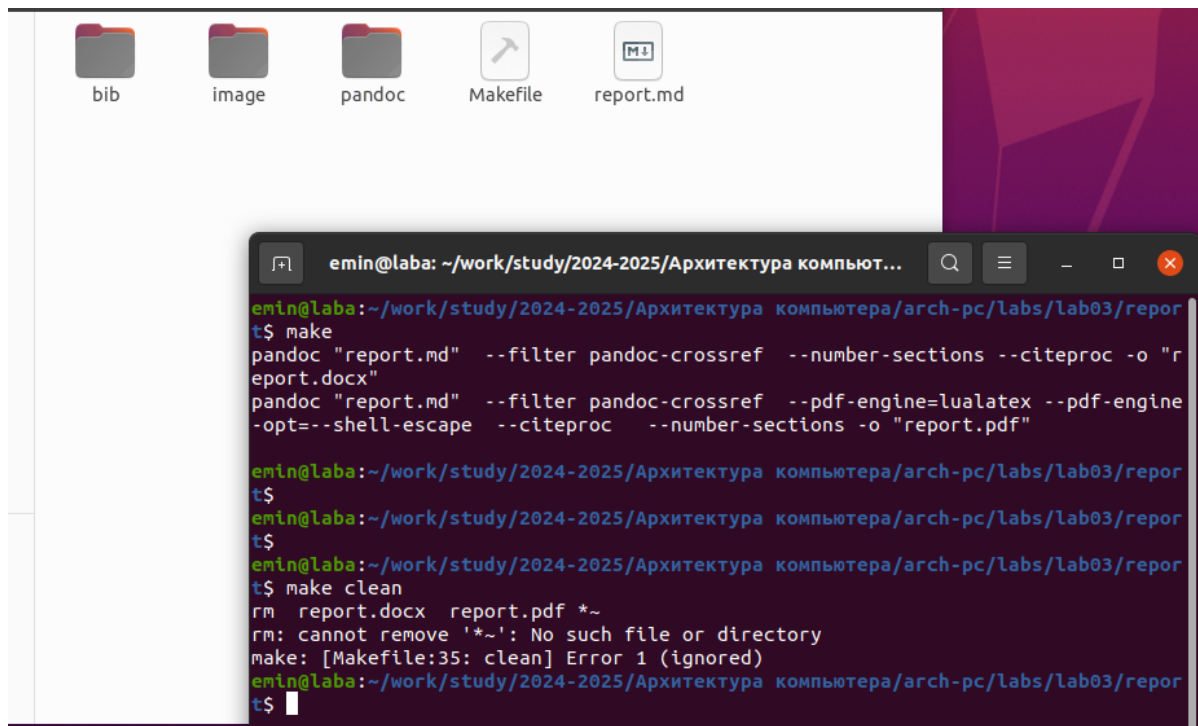 bib image pandoc Makefile report.md
M
emin@laba: ~/work/study/2024-2025/Архитектура компьют...
emin@laba:~/work/study/2024-2025/Архитектура компьютера/arch-pc/labs/lab03/repor
t$ make
pandoc "report.md"  --filter pandoc-crossref  --number-sections --citeproc -o "r
eport.docx"
pandoc "report.md"  --filter pandoc-crossref  --pdf-engine=lualatex --pdf-engine
-opt=--shell-escape  --citeproc   --number-sections -o "report.pdf"
emin@laba:~/work/study/2024-2025/Архитектура компьютера/arch-pc/labs/lab03/repor
t$
emin@laba:~/work/study/2024-2025/Архитектура компьютера/arch-pc/labs/lab03/repor
t$
emin@laba:~/work/study/2024-2025/Архитектура компьютера/arch-pc/labs/lab03/repor
t$ make clean
rm  report.docx  report.pdf *~
rm: cannot remove '*~': No such file or directory
make: [Makefile:35: clean] Error 1 (ignored)
emin@laba:~/work/study/2024-2025/Архитектура компьютера/arch-pc/labs/lab03/repor
t$